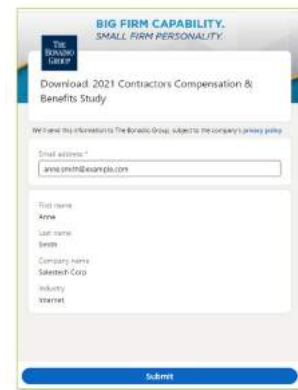 BIG FIRM CAPABILITY.
SMALL FIRM PERSONALITY.
THE
BONADIO
GROUP
Download: 2021 Contractors Compensation &
Benefits Study
We'll send this information to The Bonadio Group, subject to the company's privacy policy
Email address *
anne.smith@example.com
First name
Anne
Last name
Smith
Company name
Salestech Corp
Industry
Internet
Submit